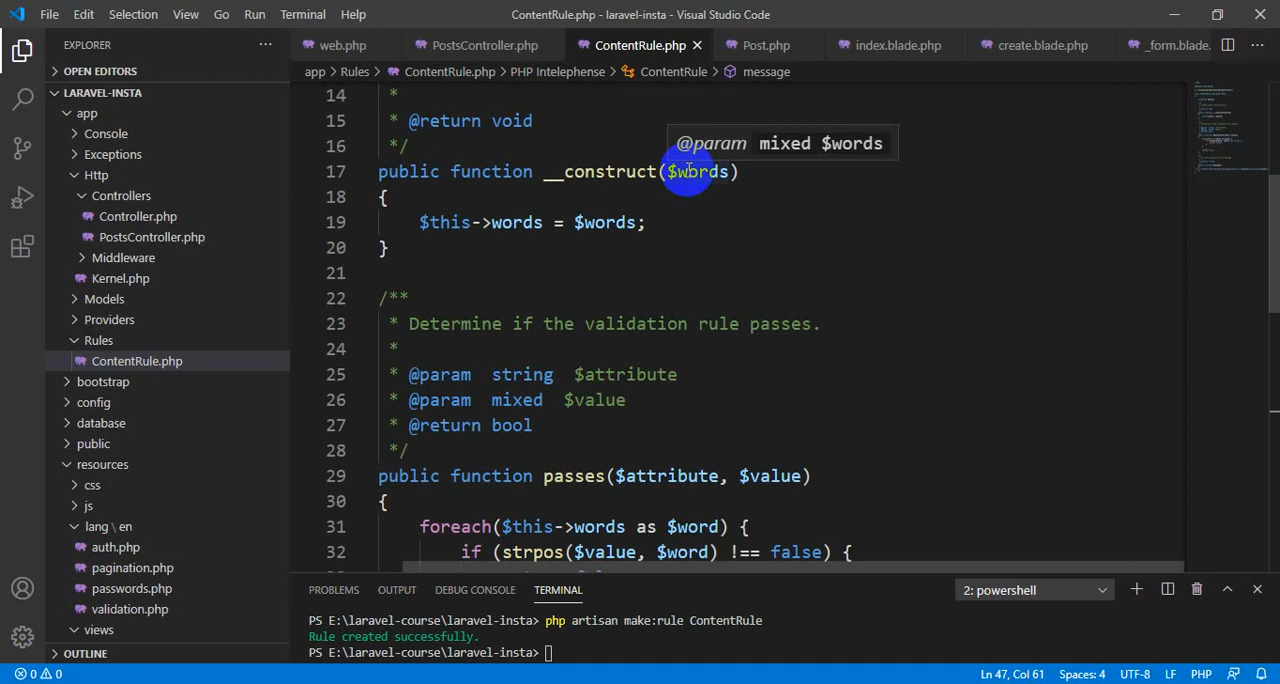 File Edit Selection View Go Run Terminal Help ContentRule.php - laravel-insta - Visual Studio Code
EXPLORER
web.php PostsController.php ContentRule.php Post.php index.blade.php create.blade.php _form.blade.
OPEN EDITORS
app > Rules > ContentRule.php > PHP Intelephense > ContentRule > message
LARAVEL-INSTA
app
Console
Exceptions
Http
Controllers
Controller.php
PostsController.php
Middleware
Kernel.php
Models
Providers
Rules
ContentRule.php
bootstrap
config
database
public
resources
css
js
lang \ en
auth.php
pagination.php
passwords.php
validation.php
views
OUTLINE
14 *
15 * @return void
16 */
@param mixed $words
17 public function __construct($words)
18 {
19 $this->words = $words;
20 }
21
22 /**
23 * Determine if the validation rule passes.
24 *
25 * @param string $attribute
26 * @param mixed $value
27 * @return bool
28 */
29 public function passes($attribute, $value)
30 {
31 foreach($this->words as $word) {
32 if (strpos($value, $word) !== false) {
PROBLEMS OUTPUT DEBUG CONSOLE TERMINAL 2: powershell
PS E:\laravel-course\laravel-insta> php artisan make:rule ContentRule
Rule created successfully.
PS E:\laravel-course\laravel-insta>
0 0 Ln 47, Col 61 Spaces: 4 UTF-8 LF PHP